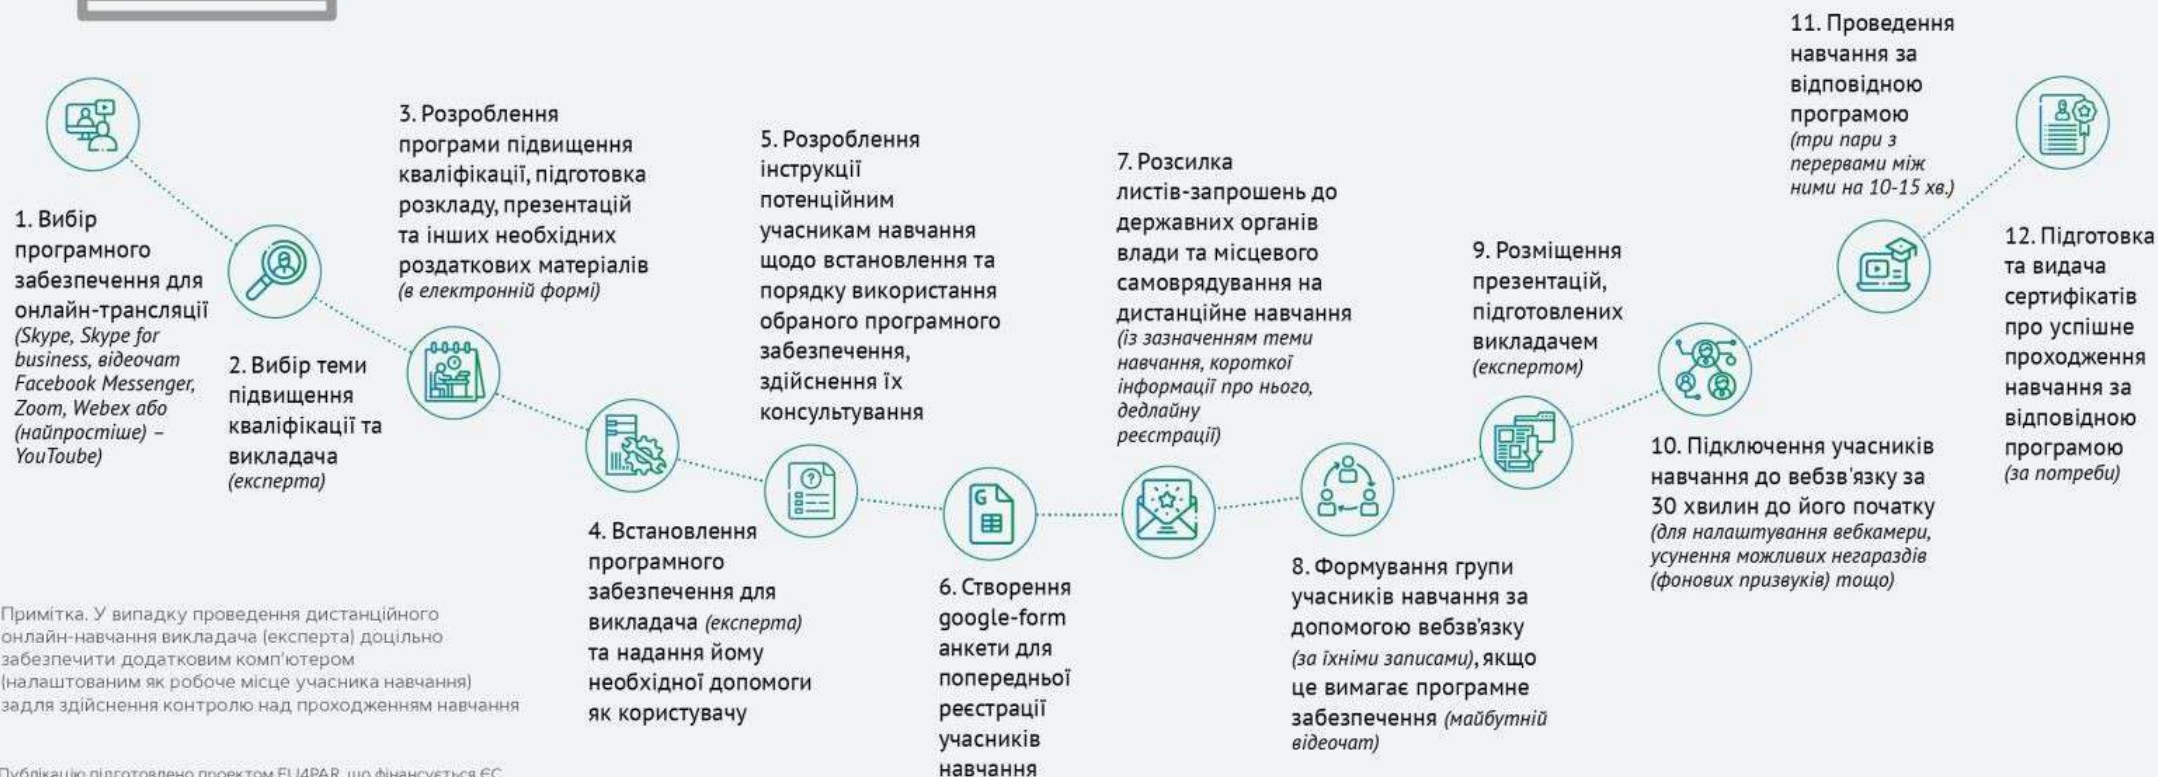 1. Вибір
програмного
забезпечення для
онлайн-трансляції
(Skype, Skype for
business, відеочат
Facebook Messenger,
Zoom, Webex або
(найпростіше) –
YouToube)
2. Вибір теми
підвищення
кваліфікації та
викладача
(експерта)
3. Розроблення
програми підвищення
кваліфікації, підготовка
розкладу, презентацій
та інших необхідних
роздаткових матеріалів
(в електронній формі)
4. Встановлення
програмного
забезпечення для
викладача (експерта)
та надання йому
необхідної допомоги
як користувачу
5. Розроблення
інструкції
потенційним
учасникам навчання
щодо встановлення та
порядку використання
обраного програмного
забезпечення,
здійснення їх
консультування
6. Створення
google-form
анкети для
попередньої
реєстрації
учасників
навчання
7. Розсилка
листів-запрошень до
державних органів
влади та місцевого
самоврядування на
дистанційне навчання
(із зазначенням теми
навчання, короткої
інформації про нього,
дедлайну
реєстрації)
8. Формування групи
учасників навчання за
допомогою вебзв'язку
(за їхніми записами), якщо
це вимагає програмне
забезпечення (майбутній
відеочат)
9. Розміщення
презентацій,
підготовлених
викладачем
(експертом)
10. Підключення учасників
навчання до вебзв'язку за
30 хвилин до його початку
(для налаштування вебкамери,
усунення можливих негараздів
(фонових призвуків) тощо)
11. Проведення
навчання за
відповідною
програмою
(три пари з
перервами між
ними на 10-15 хв.)
12. Підготовка
та видача
сертифікатів
про успішне
проходження
навчання за
відповідною
програмою
(за потреби)
G
Примітка. У випадку проведення дистанційного
онлайн-навчання викладача (експерта) доцільно
забезпечити додатковим комп'ютером
(налаштованим як робоче місце учасника навчання)
задля здійснення контролю над проходженням навчання
Публікацію підготовлено проектом EU4PAR, що фінансується ЄС